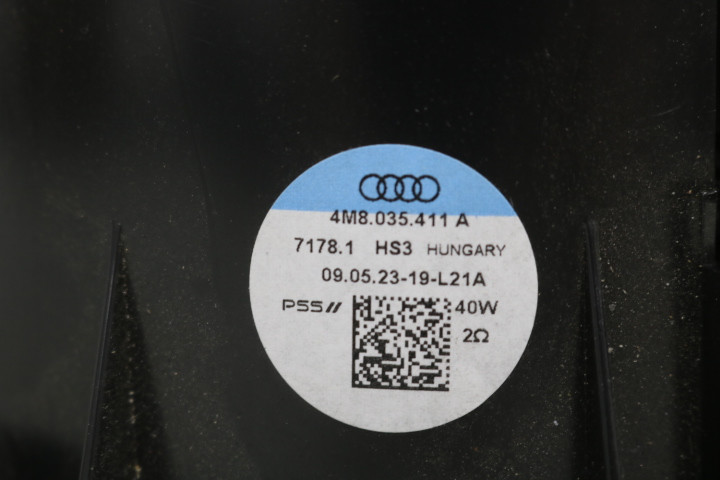 4M8.035.411 A
7178.1 HS3 HUNGARY
09.05.23-19-L21A
PSS// 40W
2Ω